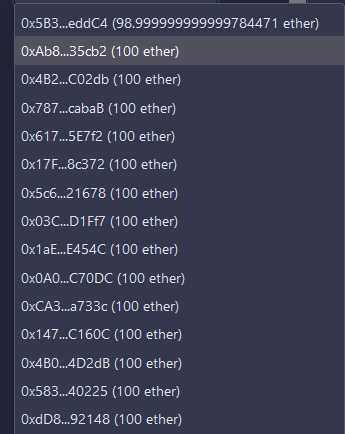 0x5B3...eddC4 (98.999999999999784471 ether)
0xAb8...35cb2 (100 ether)
0x4B2...C02db (100 ether)
0x787...cabaB (100 ether)
0x617...5E7f2 (100 ether)
0x17F...8c372 (100 ether)
0x5c6...21678 (100 ether)
0x03C...D1Ff7 (100 ether)
0x1aE...E454C (100 ether)
0x0A0...C70DC (100 ether)
0xCA3...a733c (100 ether)
0x147...C160C (100 ether)
0x4B0...4D2dB (100 ether)
0x583...40225 (100 ether)
0xdD8...92148 (100 ether)